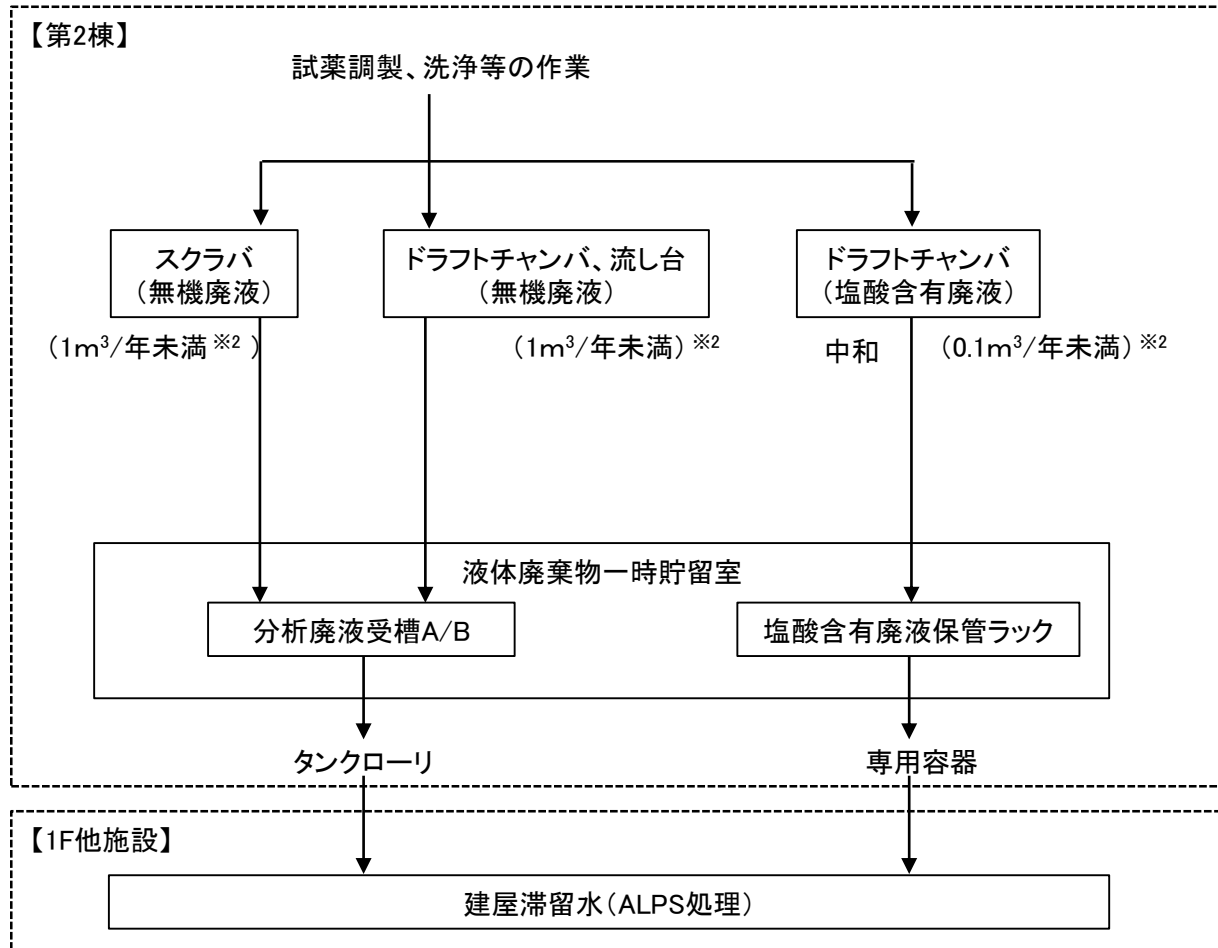 【第2棟】
試薬調製、洗浄等の作業
スクラバ
（無機廃液）
ドラフトチャンバ、流し台
（無機廃液）
ドラフトチャンバ
（塩酸含有廃液）
（1m³/年未満※2）
（1m³/年未満）※2
中和
（0.1m³/年未満）※2
液体廃棄物一時貯留室
分析廃液受槽A/B
塩酸含有廃液保管ラック
タンクローリ
専用容器
【1F他施設】
建屋滞留水（ALPS処理）